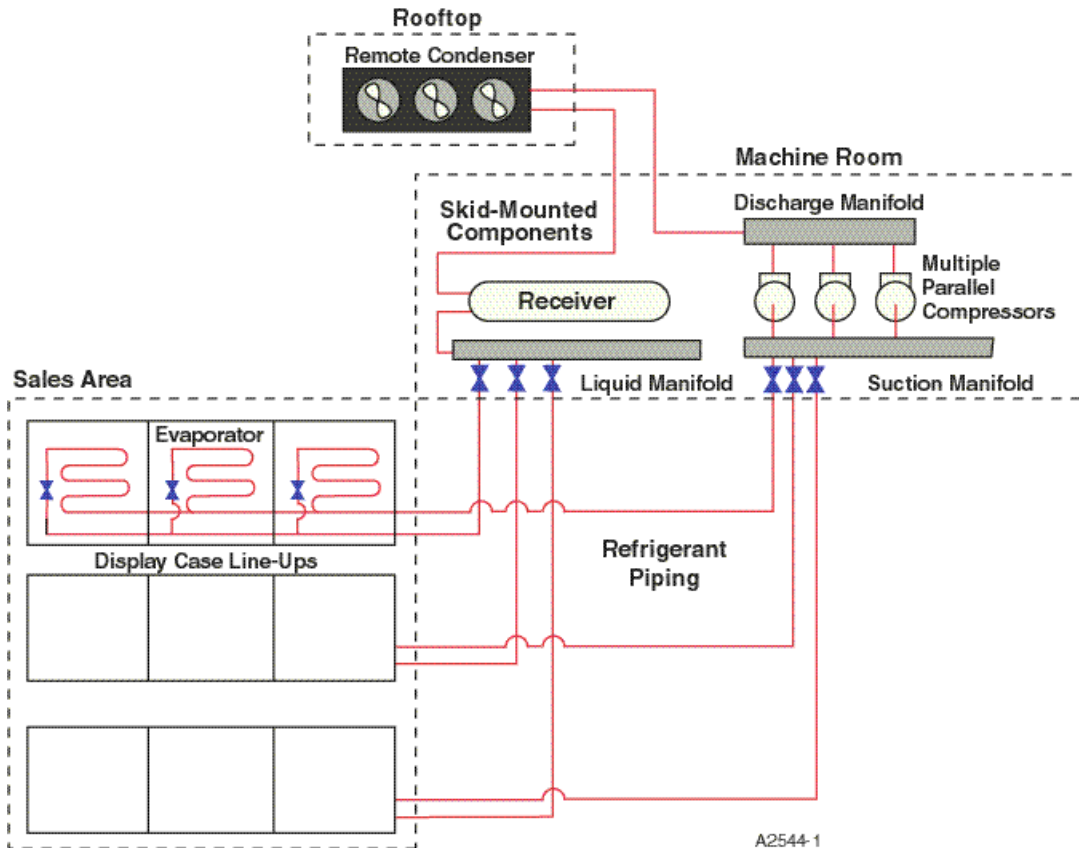 Rooftop
Remote Condenser
Machine Room
Skid-Mounted
Components
Discharge Manifold
Receiver
Multiple
Parallel
Compressors
Liquid Manifold
Suction Manifold
Sales Area
Evaporator
Display Case Line-Ups
Refrigerant
Piping
A2544-1